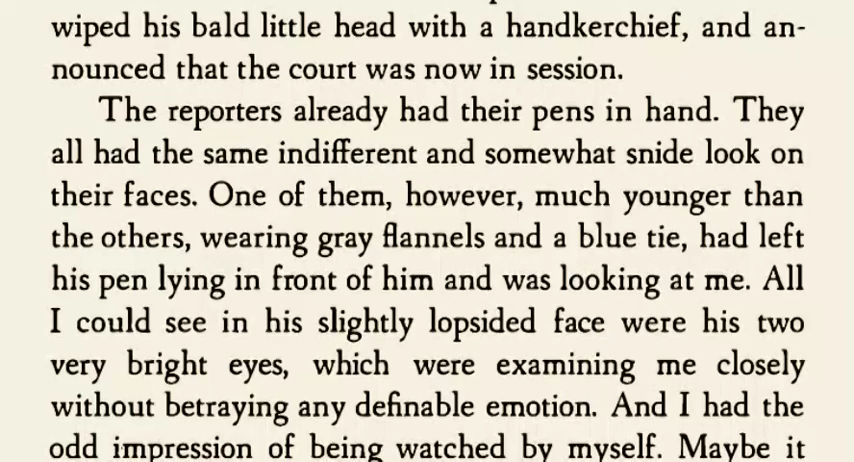 wiped his bald little head with a handkerchief, and an-
nounced that the court was now in session.
The reporters already had their pens in hand. They
all had the same indifferent and somewhat snide look on
their faces. One of them, however, much younger than
the others, wearing gray flannels and a blue tie, had left
his pen lying in front of him and was looking at me. All
I could see in his slightly lopsided face were his two
very bright eyes, which were examining me closely
without betraying any definable emotion. And I had the
odd impression of being watched by myself. Maybe it